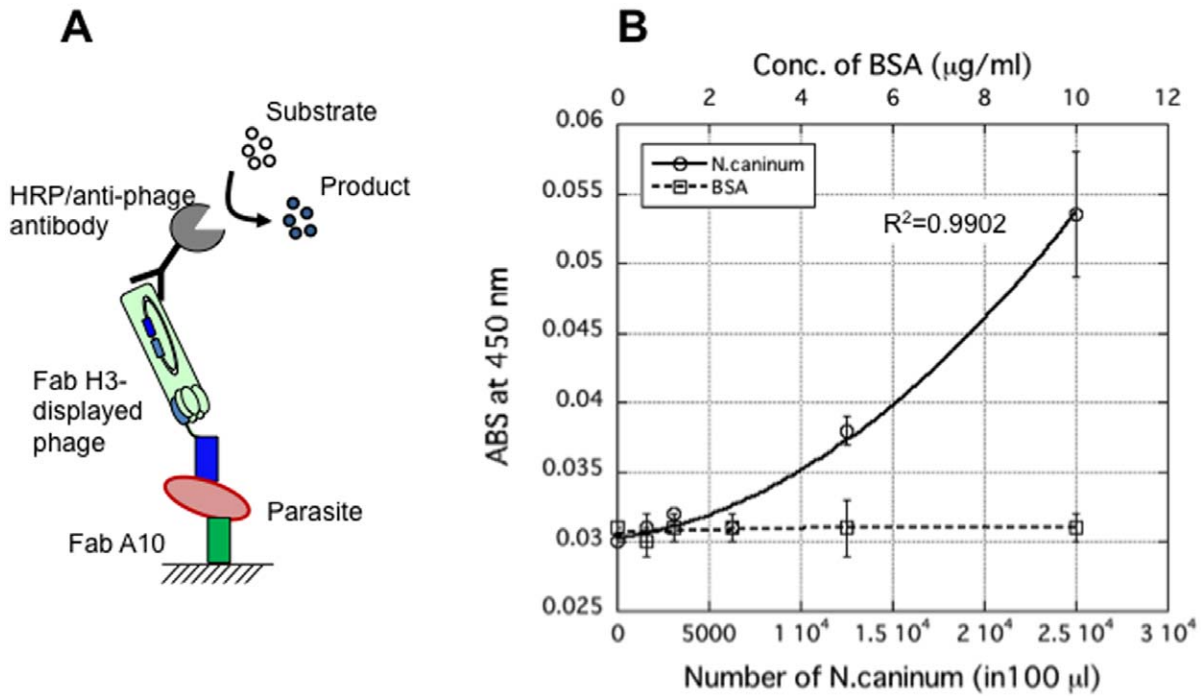 A
Substrate
Product
HRP/anti-phage
antibody
Fab H3-
displayed
phage
Parasite
Fab A10
B
Conc. of BSA (μg/ml)
0 2 4 6 8 10 12
0.06
0.055
0.05
0.045
0.04
0.035
0.03
0.025
ABS at 450 nm
N.caninum
BSA
R²=0.9902
0 5000 1 10⁴ 1.5 10⁴ 2 10⁴ 2.5 10⁴ 3 10⁴
Number of N.caninum (in100 μl)